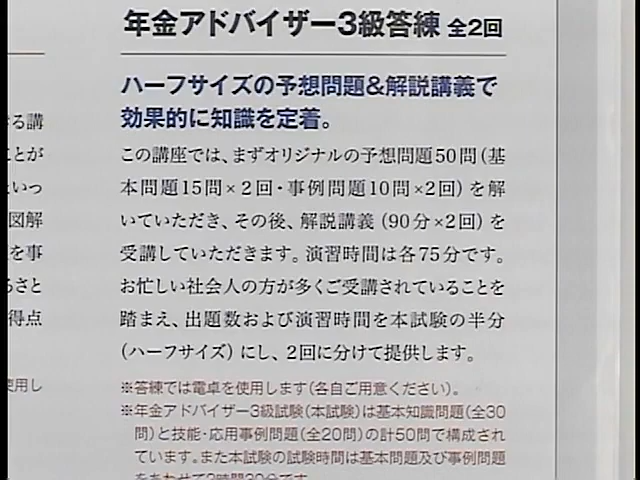 年金アドバイザー3級答練 全2回
ハーフサイズの予想問題&解説講義で
効果的に知識を定着。
この講座では、まずオリジナルの予想問題50問(基
本問題15問×2回・事例問題10問×2回)を解
いていただき、その後、解説講義(90分×2回)を
受講していただきます。演習時間は各75分です。
お忙しい社会人の方が多くご受講されていることを
踏まえ、出題数および演習時間を本試験の半分
(ハーフサイズ)にし、2回に分けて提供します。
※答練では電卓を使用します(各自ご用意ください)。
※年金アドバイザー3級試験(本試験)は基本知識問題(全30
問)と技能・応用事例問題(全20問)の計50問で構成され
ています。また本試験の試験時間は基本問題及び事例問題
をあわせて2時間30分です
る講
とが
いっ
図解
を事
さと
得点
使用し